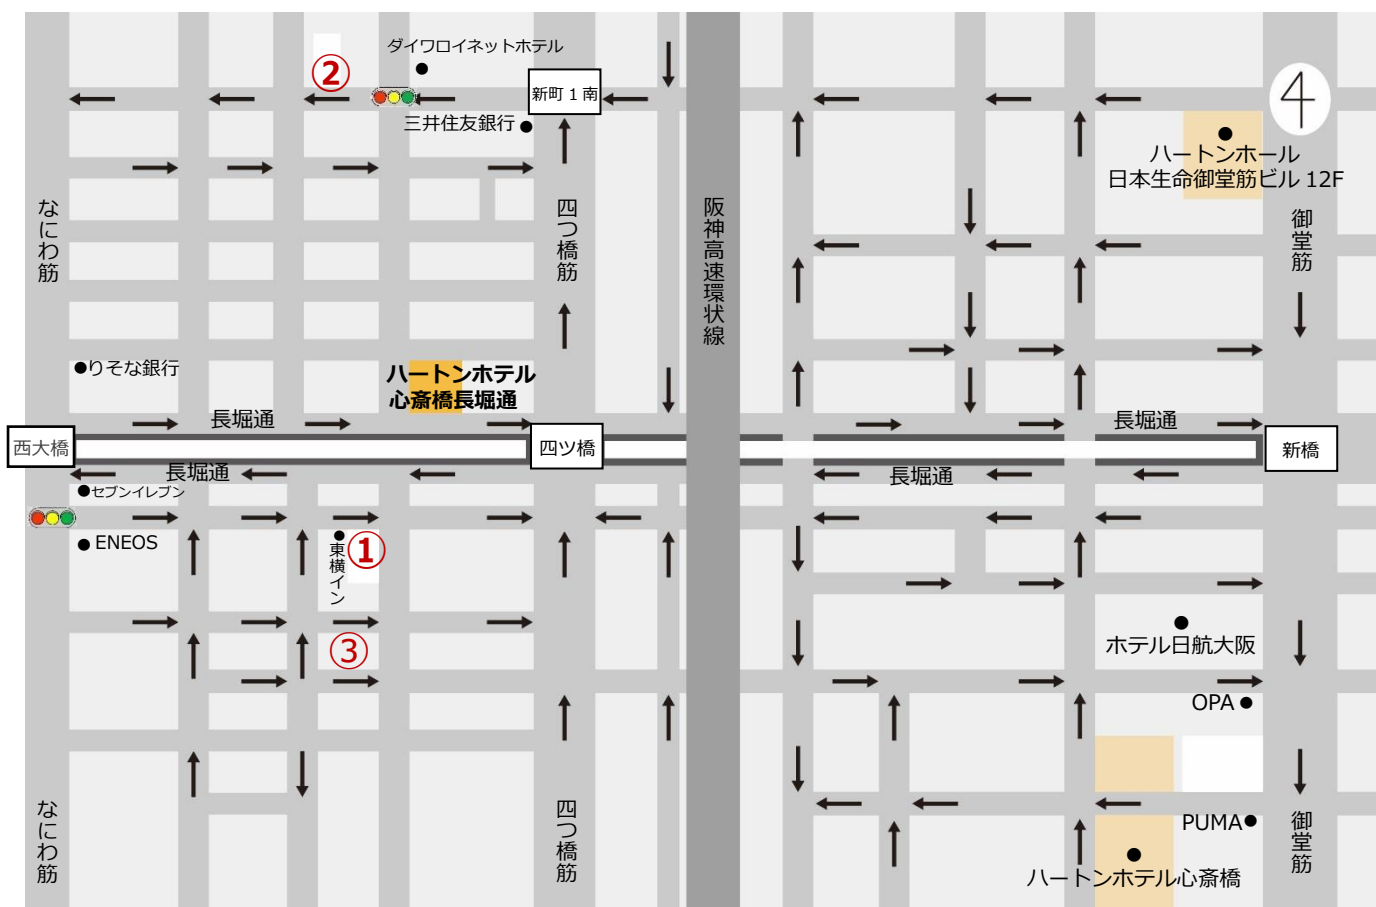 ダイワロイネットホテル
②
新町１南
④
三井住友銀行
ハートンホール
日本生命御堂筋ビル 12F
なにわ筋
四つ橋筋
阪神高速環状線
御堂筋
りそな銀行
ハートンホテル
心斎橋長堀通
長堀通
長堀通
西大橋
四ツ橋
新橋
長堀通
長堀通
セブンイレブン
ENEOS
東横イン
①
③
ホテル日航大阪
OPA
なにわ筋
四つ橋筋
PUMA
御堂筋
ハートンホテル心斎橋